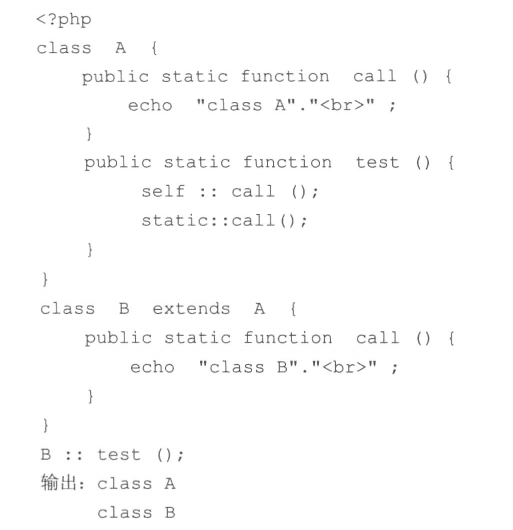 <?php
class  A  {
    public static function  call () {
        echo  "class A"."<br>" ;
    }
    public static function  test () {
         self :: call ();
         static::call();
    }
}
class  B  extends  A  {
    public static function  call () {
        echo  "class B"."<br>" ;
    }
}
B :: test ();
输出: class A
     class B